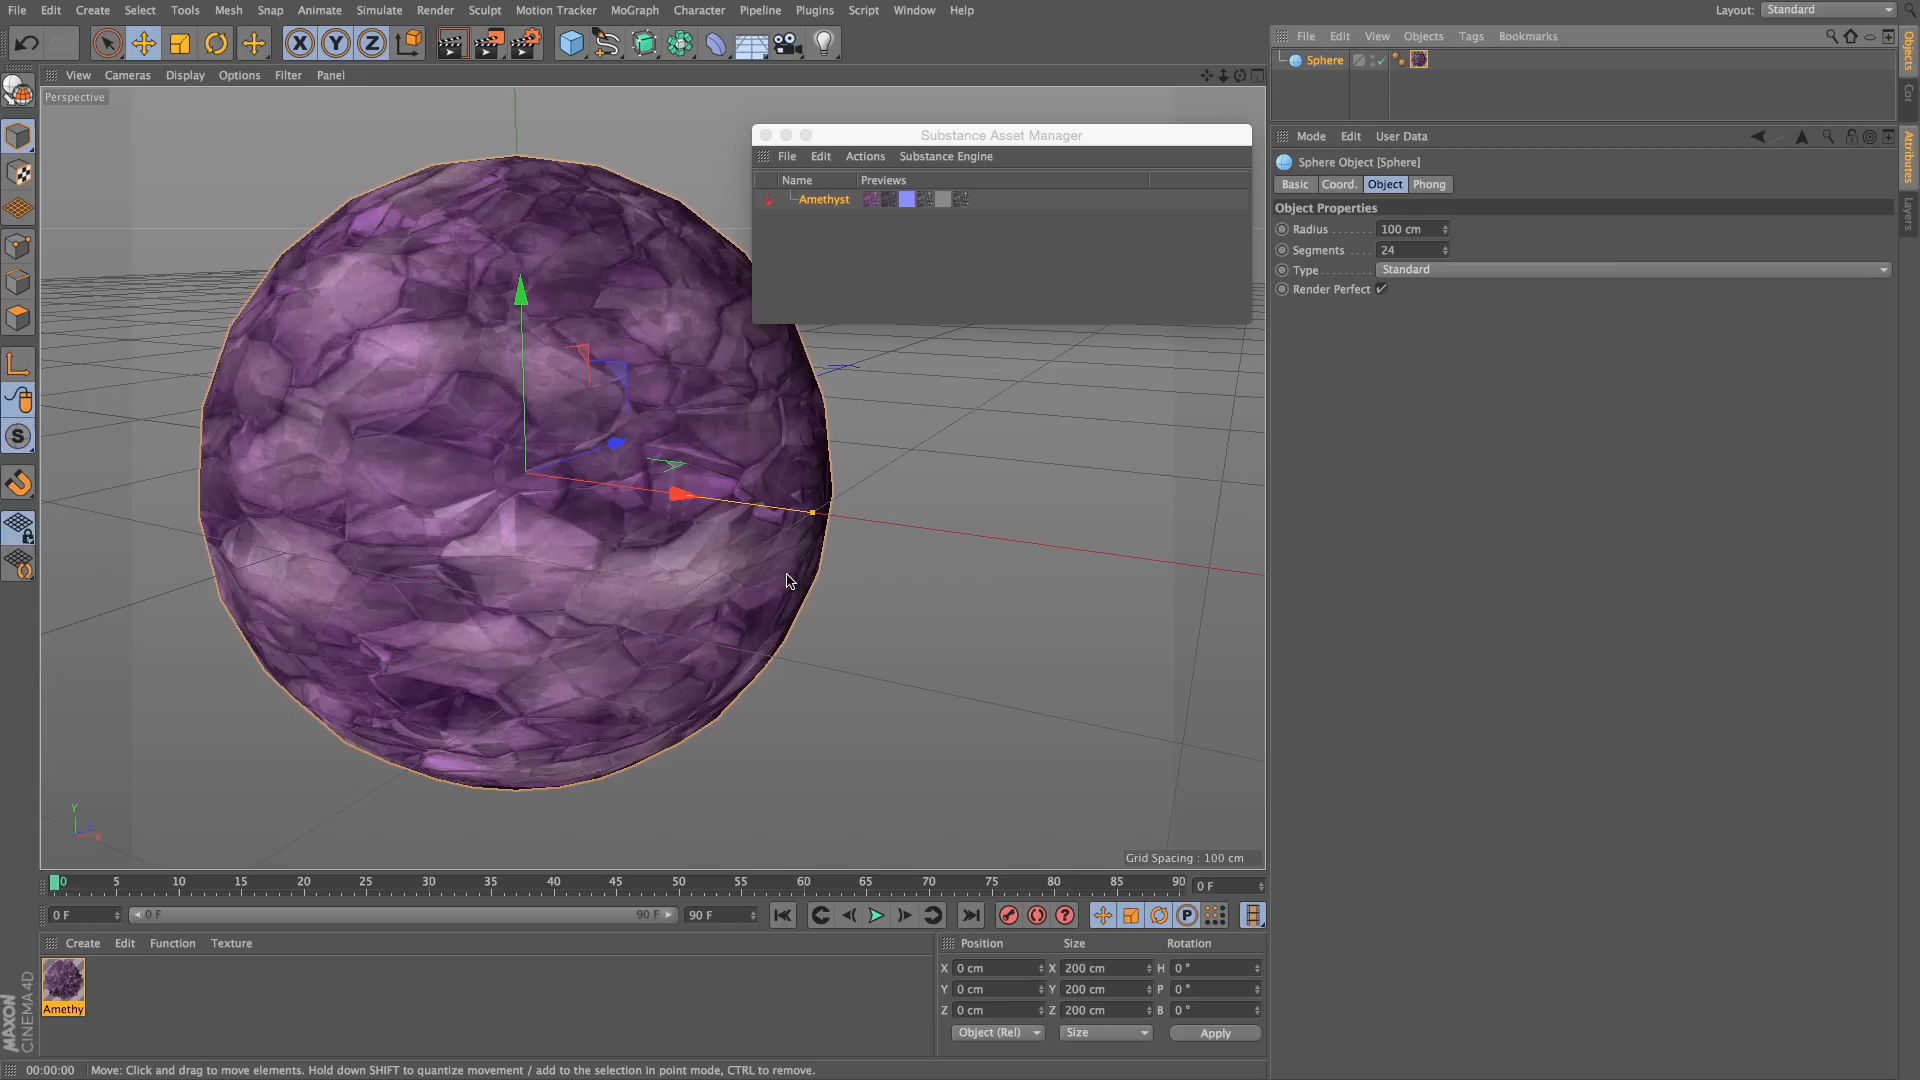 File Edit Create Select Tools Mesh Snap Animate Simulate Render Sculpt Motion Tracker MoGraph Character Pipeline Plugins Script Window Help
Layout: Standard
X Y Z
File Edit View Objects Tags Bookmarks
Objects
Sphere
Cor
View Cameras Display Options Filter Panel
Perspective
Substance Asset Manager
File Edit Actions Substance Engine
Name Previews
Amethyst
Mode Edit User Data
Attributes
Layers
Sphere Object [Sphere]
Basic Coord. Object Phong
Object Properties
Radius . . . . . . . 100 cm
Segments . . . . 24
Type . . . . . . . . . Standard
Render Perfect
S
Y
Z
X
Grid Spacing : 100 cm
0 5 10 15 20 25 30 35 40 45 50 55 60 65 70 75 80 85 90 0 F
0 F 0 F 90 F 90 F
? P
Create Edit Function Texture
Amethy
Position Size Rotation
X 0 cm X 200 cm H 0 °
Y 0 cm Y 200 cm P 0 °
Z 0 cm Z 200 cm B 0 °
Object (Rel) Size Apply
MAXON
CINEMA 4D
00:00:00 Move: Click and drag to move elements. Hold down SHIFT to quantize movement / add to the selection in point mode, CTRL to remove.